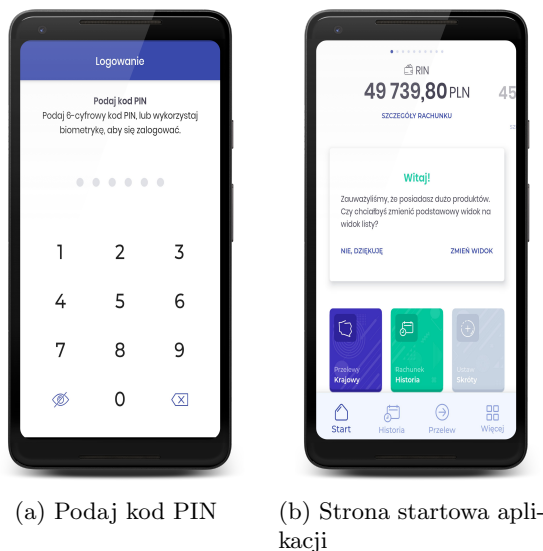 Logowanie
Podaj kod PIN
Podaj 6-cyfrowy kod PIN, lub wykorzystaj
biometrykę, aby się zalogować.
1 2 3
4 5 6
7 8 9
0
(a) Podaj kod PIN
RIN
49 739,80 PLN 45
SZCZEGÓŁY RACHUNKU
Witaj!
Zauważyliśmy, że posiadasz dużo produktów.
Czy chciałbyś zmienić podstawowy widok na
widok listy?
NIE, DZIĘKUJĘ ZMIEŃ WIDOK
Przelewy Rachunek Ustaw
Krajowy Historia Skróty
Start Historia Przelew Więcej
(b) Strona startowa apli-
kacji